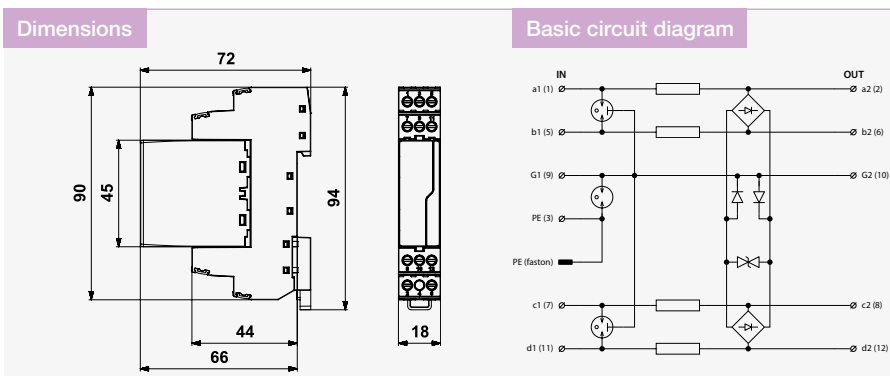 Dimensions
72
90
45
94
44
66
18
Basic circuit diagram
IN
OUT
a1 (1)
a2 (2)
b1 (5)
b2 (6)
G1 (9)
G2 (10)
PE (3)
PE (faston)
c1 (7)
c2 (8)
d1 (11)
d2 (12)